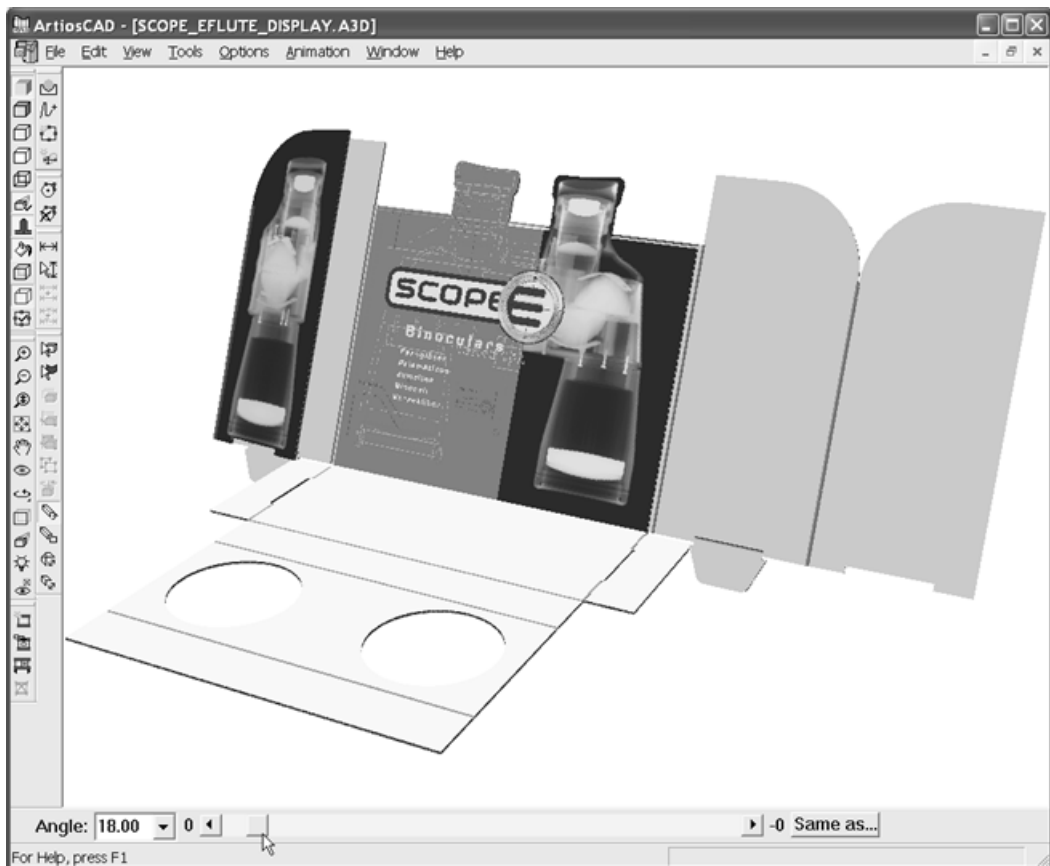 ArtiosCAD - [SCOPE_EFLUTE_DISPLAY.A3D]
File Edit View Tools Options Animation Window Help
SCOPE
Binoculars
Angle: 18.00 0 -0 Same as...
For Help, press F1